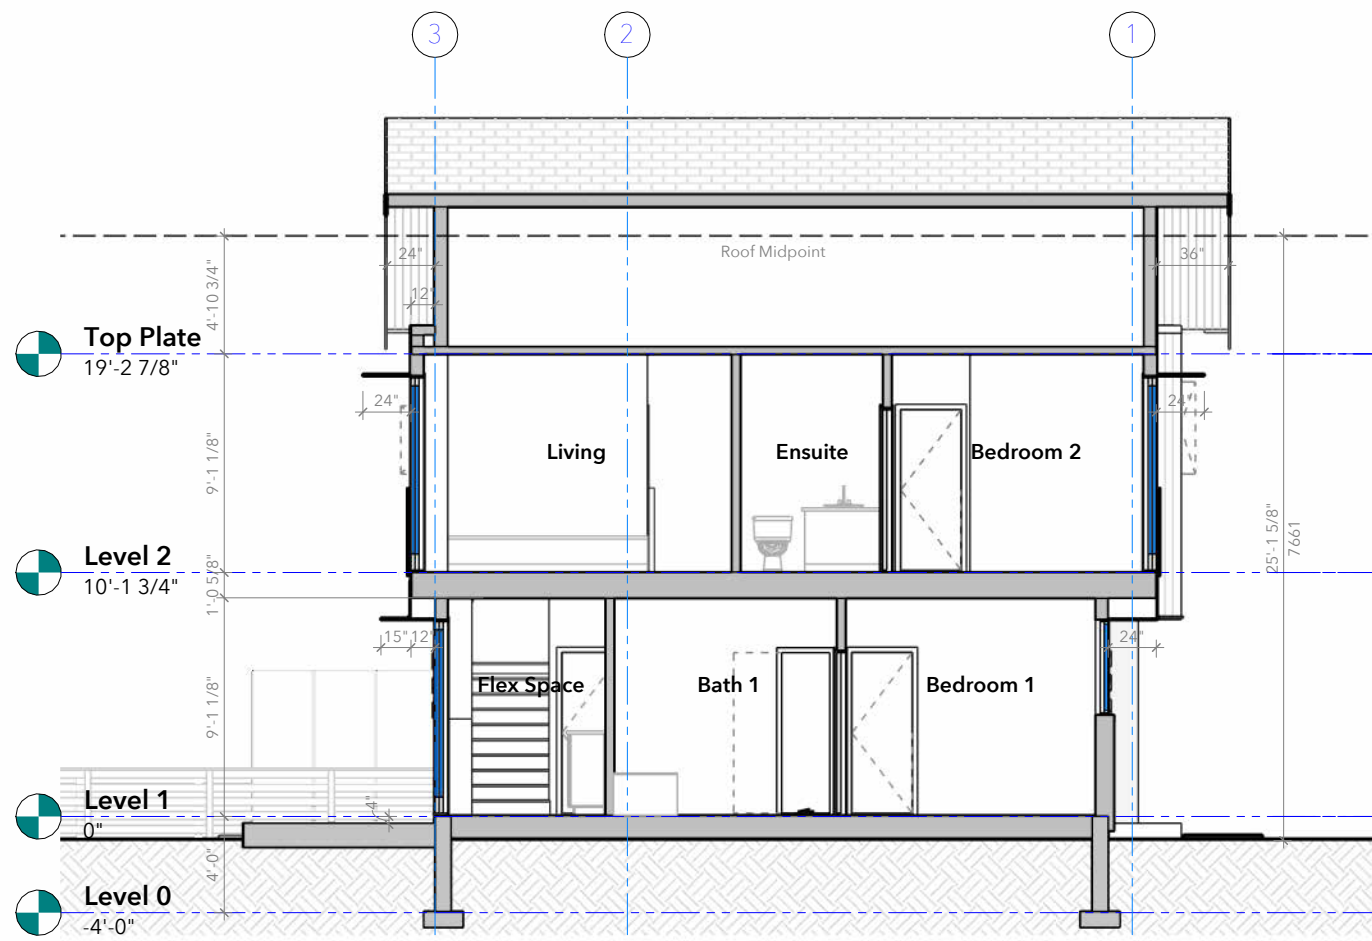 3
2
1
Roof Midpoint
24"
36"
12"
4'-10 3/4"
Top Plate
19'-2 7/8"
24"
24"
9'-1 1/8"
Living
Ensuite
Bedroom 2
25'-1 5/8"
7661
Level 2
10'-1 3/4"
1'-0 5/8"
15"
12"
24"
Flex Space
Bath 1
Bedroom 1
9'-1 1/8"
Level 1
0"
4'-0"
Level 0
-4'-0"